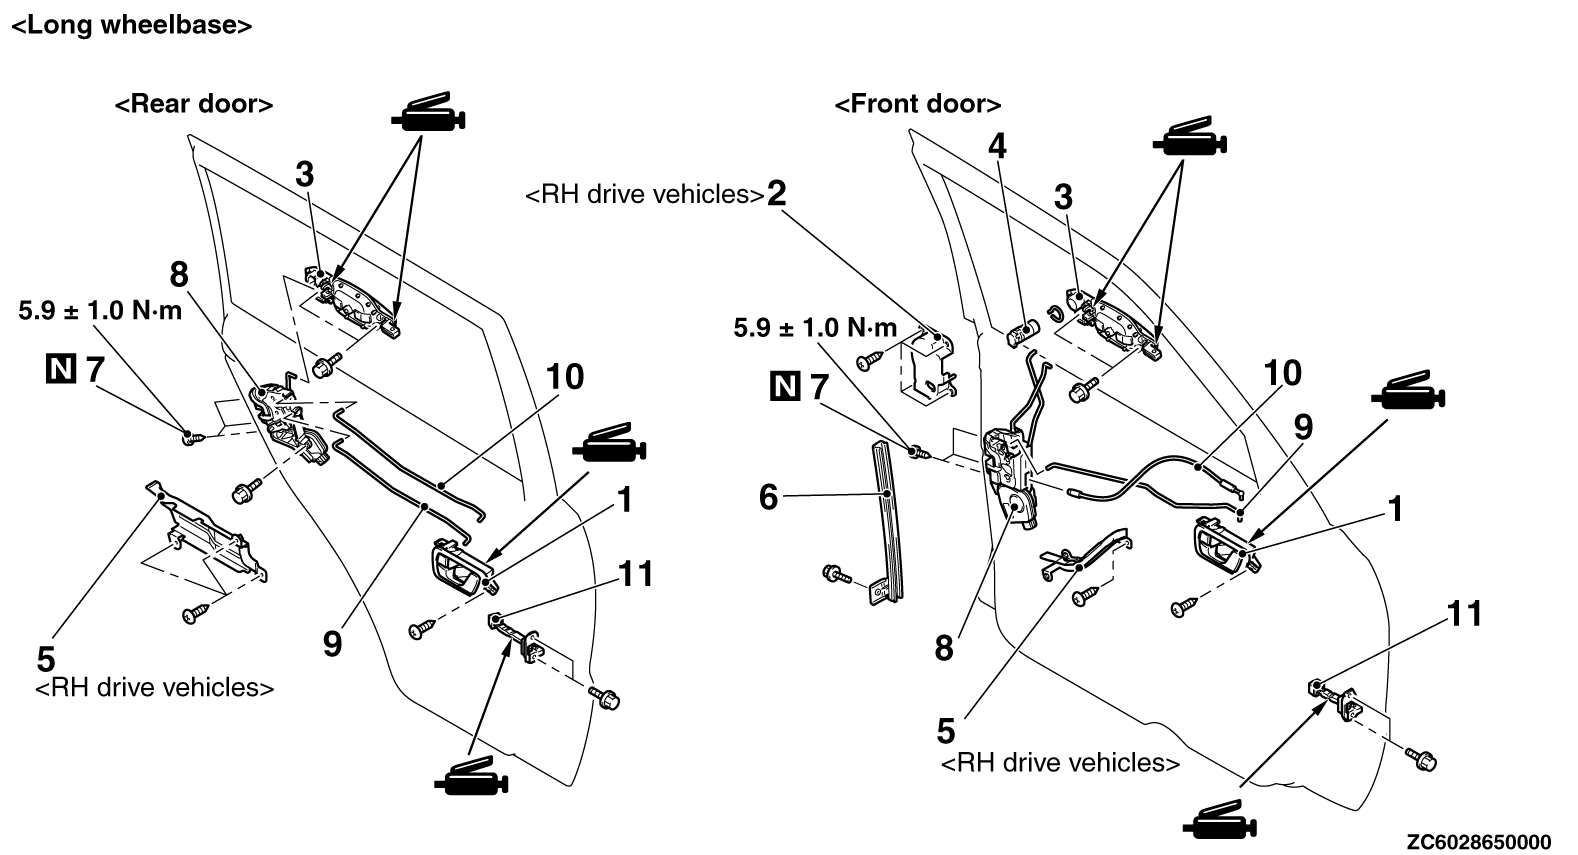 <Long wheelbase>
<Rear door>
3
8
5.9 ± 1.0 N·m
N 7
10
1
11
9
5
<RH drive vehicles>
<Front door>
4
<RH drive vehicles> 2
3
5.9 ± 1.0 N·m
N 7
10
9
6
1
11
8
5
<RH drive vehicles>
ZC6028650000